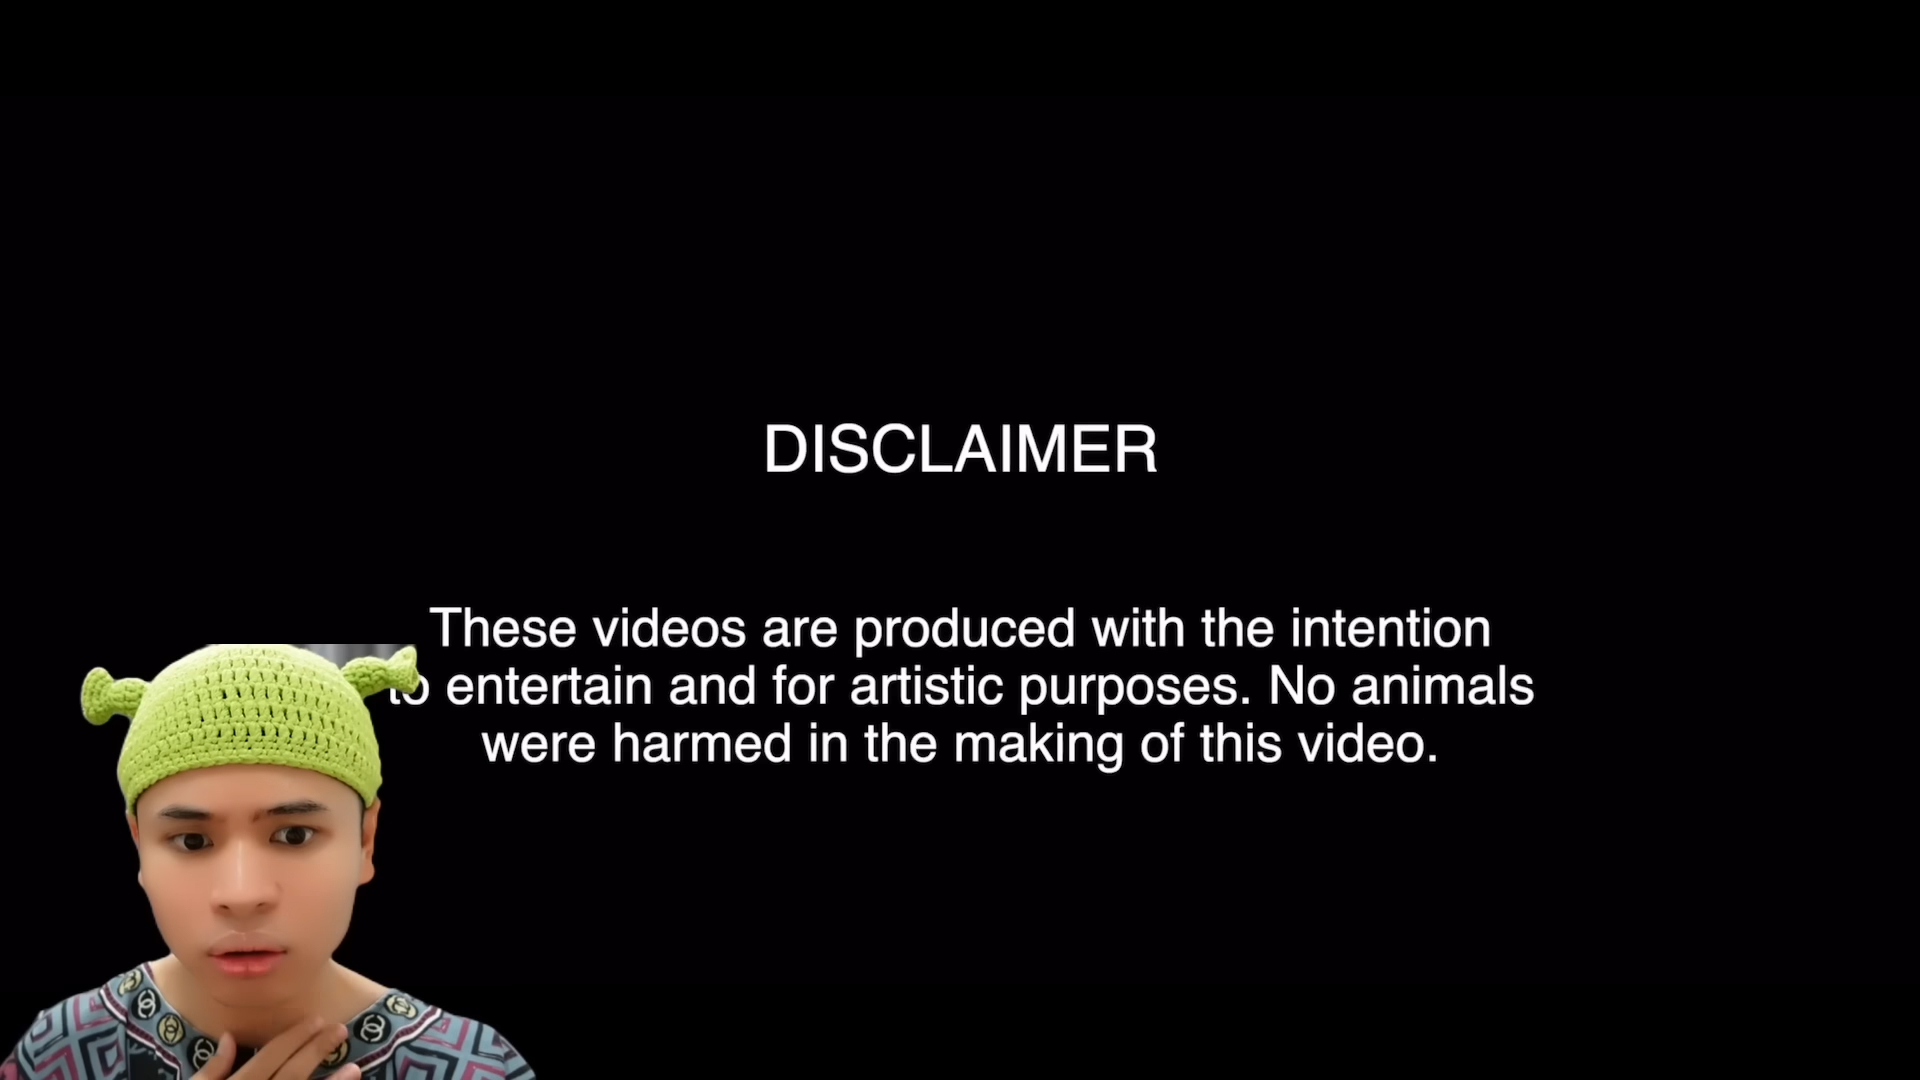 DISCLAIMER
These videos are produced with the intention
to entertain and for artistic purposes. No animals
were harmed in the making of this video.